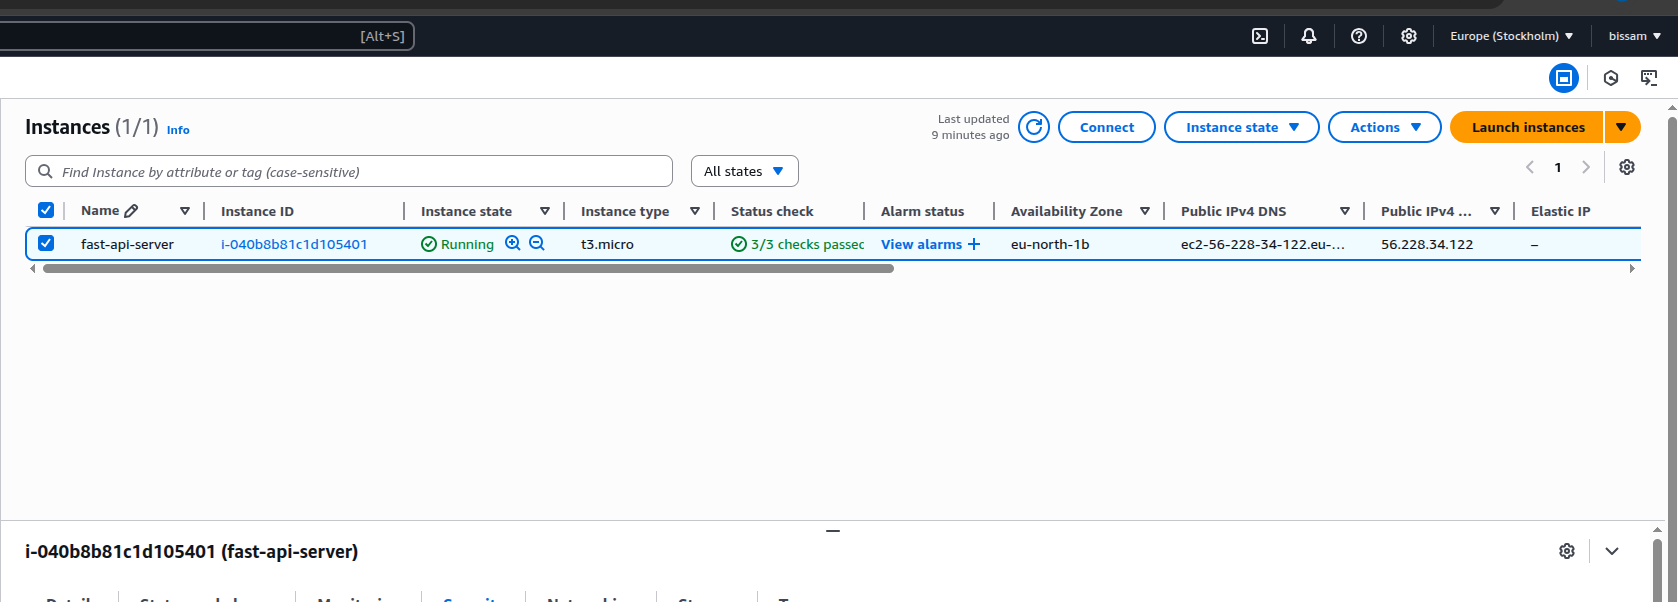 [Alt+S]
Europe (Stockholm)
bissam
Instances (1/1) Info
Last updated
9 minutes ago
Connect
Instance state
Actions
Launch instances
Find Instance by attribute or tag (case-sensitive)
All states
1
Name
Instance ID
Instance state
Instance type
Status check
Alarm status
Availability Zone
Public IPv4 DNS
Public IPv4 ...
Elastic IP
fast-api-server
i-040b8b81c1d105401
Running
t3.micro
3/3 checks passec
View alarms +
eu-north-1b
ec2-56-228-34-122.eu-...
56.228.34.122
–
i-040b8b81c1d105401 (fast-api-server)